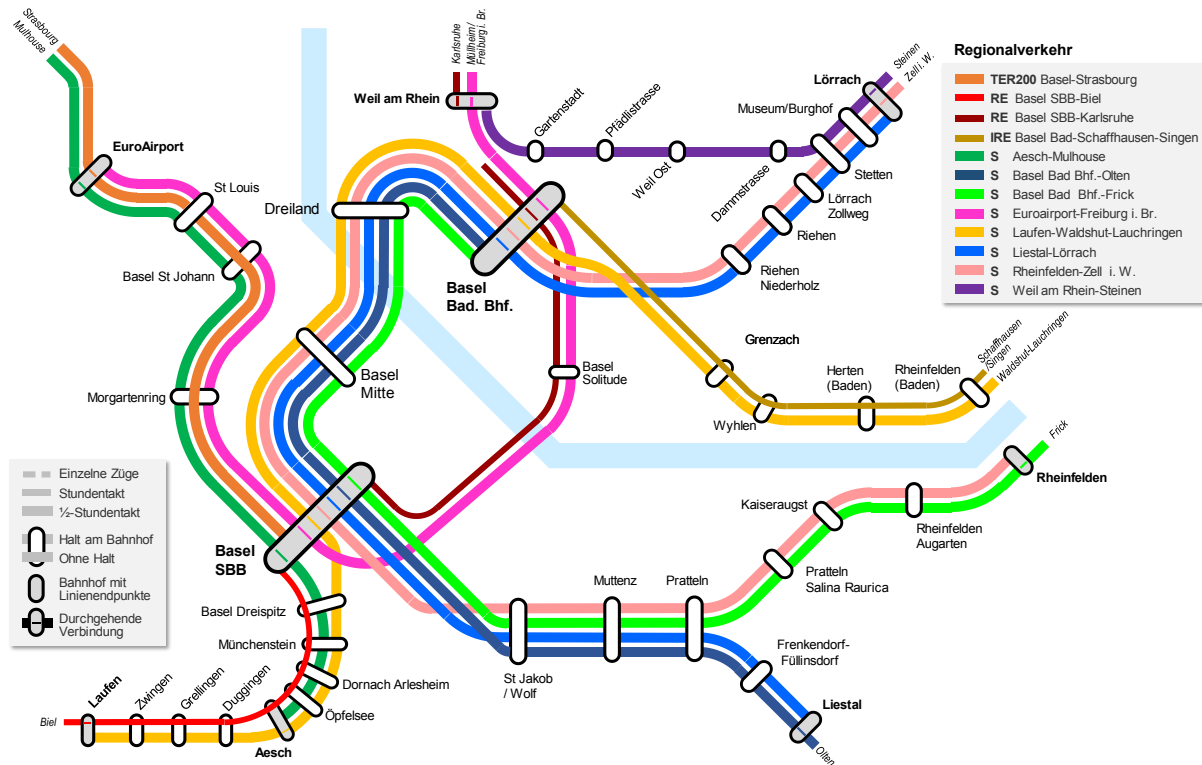 Strasbourg
Mulhouse
Karlsruhe
Müllheim/
Freiburg i. Br.
Steinen
Zell i. W.
Weil am Rhein
Gartenstadt
Pfädlistrasse
Weil Ost
Dammstrasse
Lörrach
Museum/Burghof
Stetten
Lörrach
Zollweg
Riehen
Riehen
Niederholz
EuroAirport
St Louis
Basel St Johann
Dreiland
Basel
Bad. Bhf.
Basel
Mitte
Basel
Solitude
Morgartenring
Grenzach
Wyhlen
Herten
(Baden)
Rheinfelden
(Baden)
Schaffhausen
/Singen
Waldshut-Lauchringen
Frick
Rheinfelden
Rheinfelden
Augarten
Kaiseraugst
Pratteln
Salina Raurica
Pratteln
Muttenz
St Jakob
/ Wolf
Frenkendorf-
Füllinsdorf
Liestal
Olten
Basel
SBB
Basel Dreispitz
Münchenstein
Dornach Arlesheim
Öpfelsee
Aesch
Duggingen
Grellingen
Zwingen
Laufen
Biel
Regionalverkehr
TER200 Basel-Strasbourg
RE Basel SBB-Biel
RE Basel SBB-Karlsruhe
IRE Basel Bad-Schaffhausen-Singen
S Aesch-Mulhouse
S Basel Bad Bhf.-Olten
S Basel Bad Bhf.-Frick
S Euroairport-Freiburg i. Br.
S Laufen-Waldshut-Lauchringen
S Liestal-Lörrach
S Rheinfelden-Zell i. W.
S Weil am Rhein-Steinen
Einzelne Züge
Stundentakt
½-Stundentakt
Halt am Bahnhof
Ohne Halt
Bahnhof mit
Linienendpunkte
Durchgehende
Verbindung